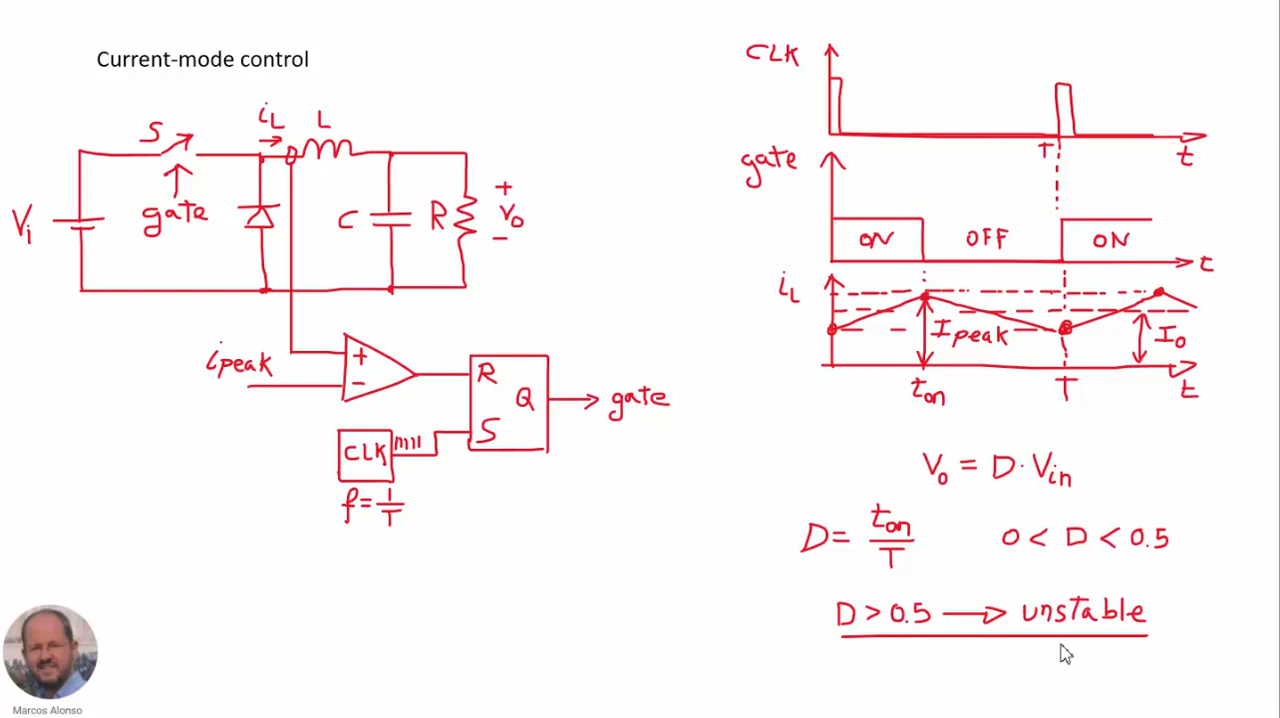 Current-mode control
S
iL
L
Vi
gate
C
R
+
Vo
−
ipeak
+
−
R
Q
S
gate
CLK
f = 1/T
CLK
T
t
gate
ON
OFF
ON
t
iL
Ipeak
Io
ton
T
t
Vo = D · Vin
D = ton/T
0 < D < 0.5
D > 0.5 → unstable
Marcos Alonso